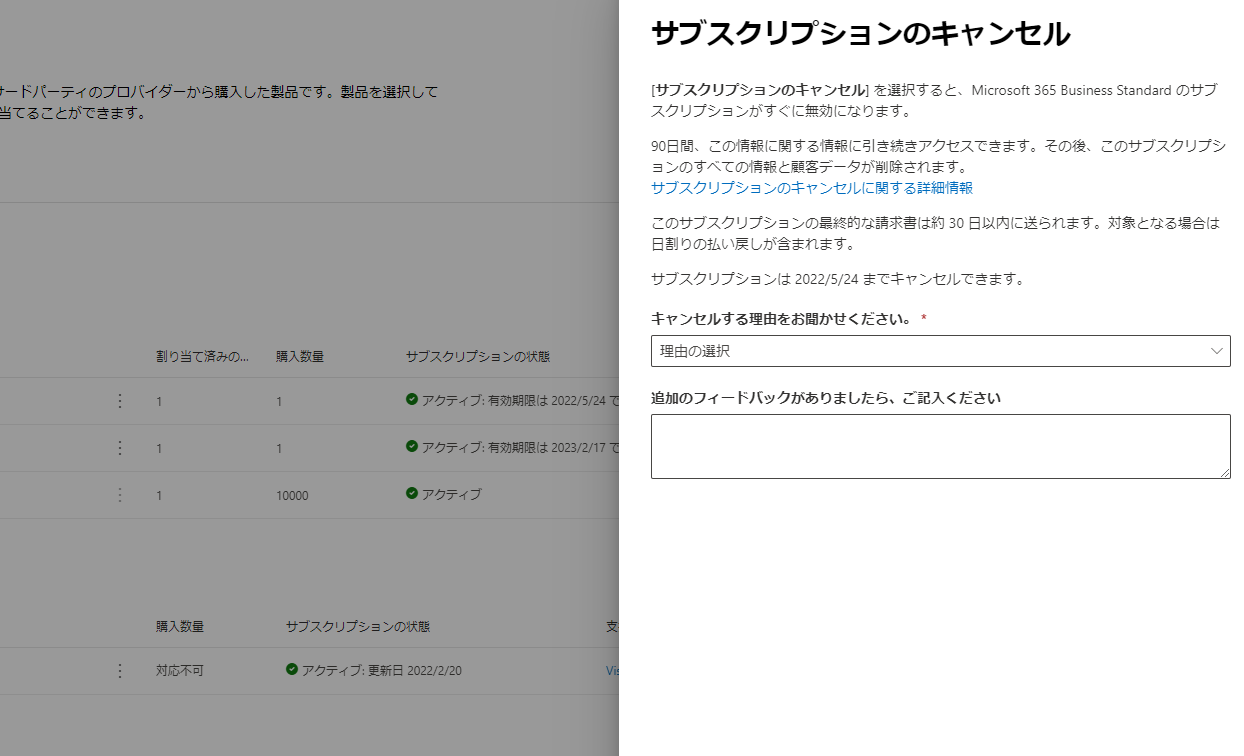 サードパーティのプロバイダーから購入した製品です。製品を選択して
当てることができます。
割り当て済みの... 購入数量 サブスクリプションの状態
1 1 アクティブ: 有効期限は 2022/5/24 で
1 1 アクティブ: 有効期限は 2023/2/17 で
1 10000 アクティブ
購入数量 サブスクリプションの状態 支
対応不可 アクティブ: 更新日 2022/2/20 Vis
サブスクリプションのキャンセル
[サブスクリプションのキャンセル] を選択すると、Microsoft 365 Business Standard のサブ
スクリプションがすぐに無効になります。
90日間、この情報に関する情報に引き続きアクセスできます。その後、このサブスクリプシ
ョンのすべての情報と顧客データが削除されます。
サブスクリプションのキャンセルに関する詳細情報
このサブスクリプションの最終的な請求書は約 30 日以内に送られます。対象となる場合は
日割りの払い戻しが含まれます。
サブスクリプションは 2022/5/24 までキャンセルできます。
キャンセルする理由をお聞かせください。 *
理由の選択
追加のフィードバックがありましたら、ご記入ください